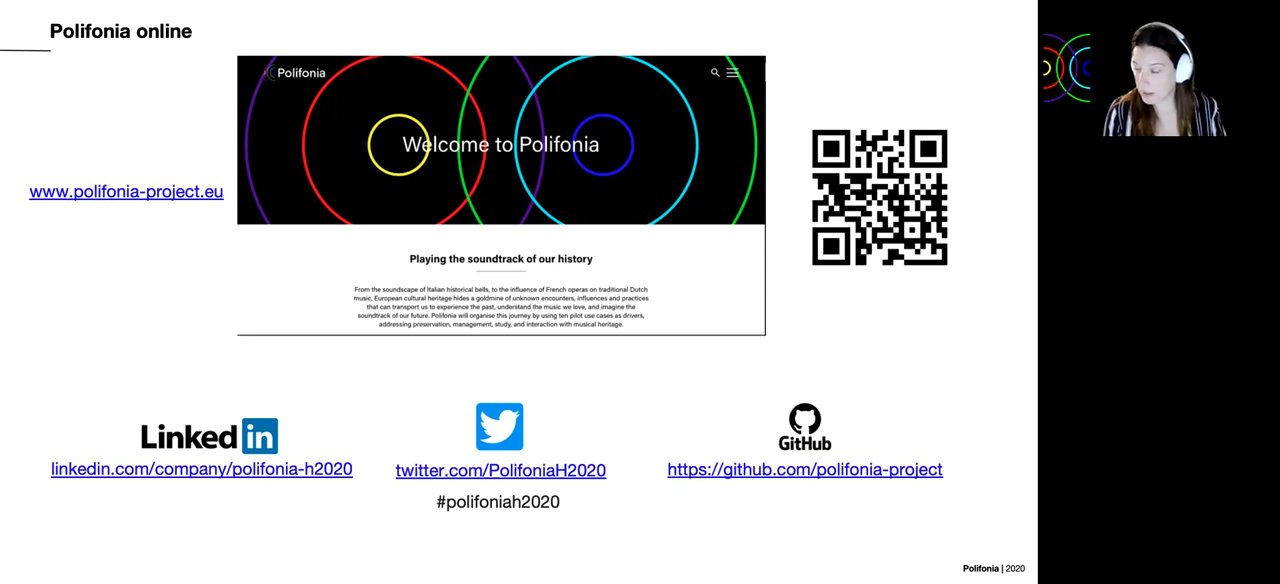 Polifonia online
Polifonia
Welcome to Polifonia
www.polifonia-project.eu
Playing the soundtrack of our history
From the soundscape of Italian historical bells, to the influence of French operas on traditional Dutch
music, European cultural heritage hides a goldmine of unknown encounters, influences and practices
that can transport us to experience the past, understand the music we love, and imagine the
soundtrack of our future. Polifonia will organise this journey by using ten pilot use cases as drivers,
addressing preservation, management, study, and interaction with musical heritage.
Linked in
linkedin.com/company/polifonia-h2020
twitter.com/PolifoniaH2020
#polifoniah2020
GitHub
https://github.com/polifonia-project
Polifonia | 2020